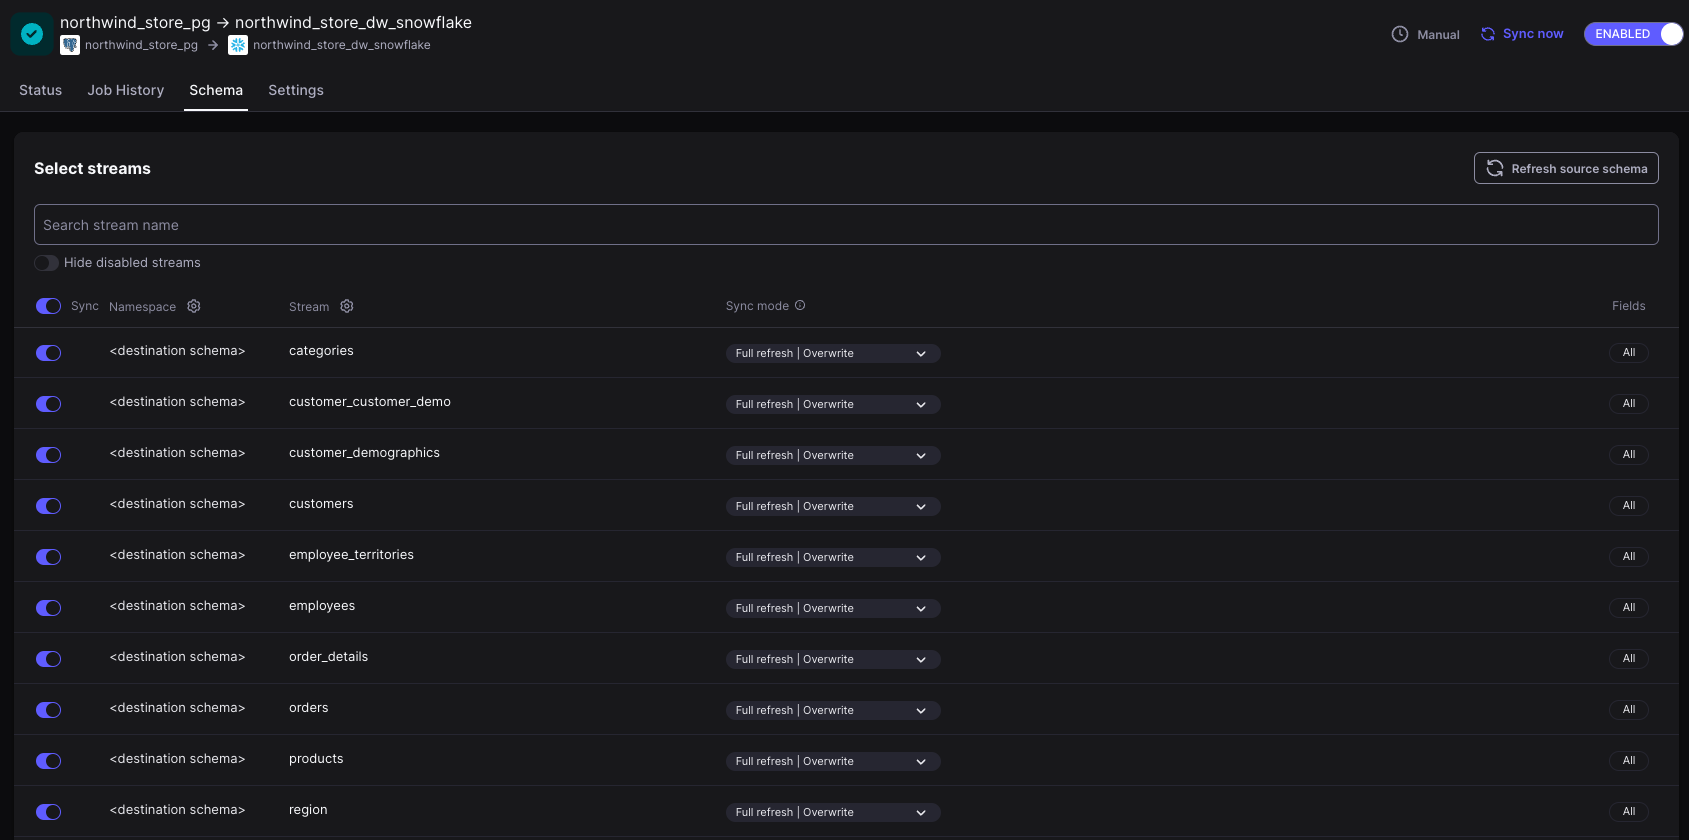 northwind_store_pg → northwind_store_dw_snowflake
northwind_store_pg → northwind_store_dw_snowflake
Manual
Sync now
ENABLED
Status
Job History
Schema
Settings
Select streams
Refresh source schema
Search stream name
Hide disabled streams
Sync Namespace Stream Sync mode Fields
<destination schema> categories Full refresh | Overwrite All
<destination schema> customer_customer_demo Full refresh | Overwrite All
<destination schema> customer_demographics Full refresh | Overwrite All
<destination schema> customers Full refresh | Overwrite All
<destination schema> employee_territories Full refresh | Overwrite All
<destination schema> employees Full refresh | Overwrite All
<destination schema> order_details Full refresh | Overwrite All
<destination schema> orders Full refresh | Overwrite All
<destination schema> products Full refresh | Overwrite All
<destination schema> region Full refresh | Overwrite All